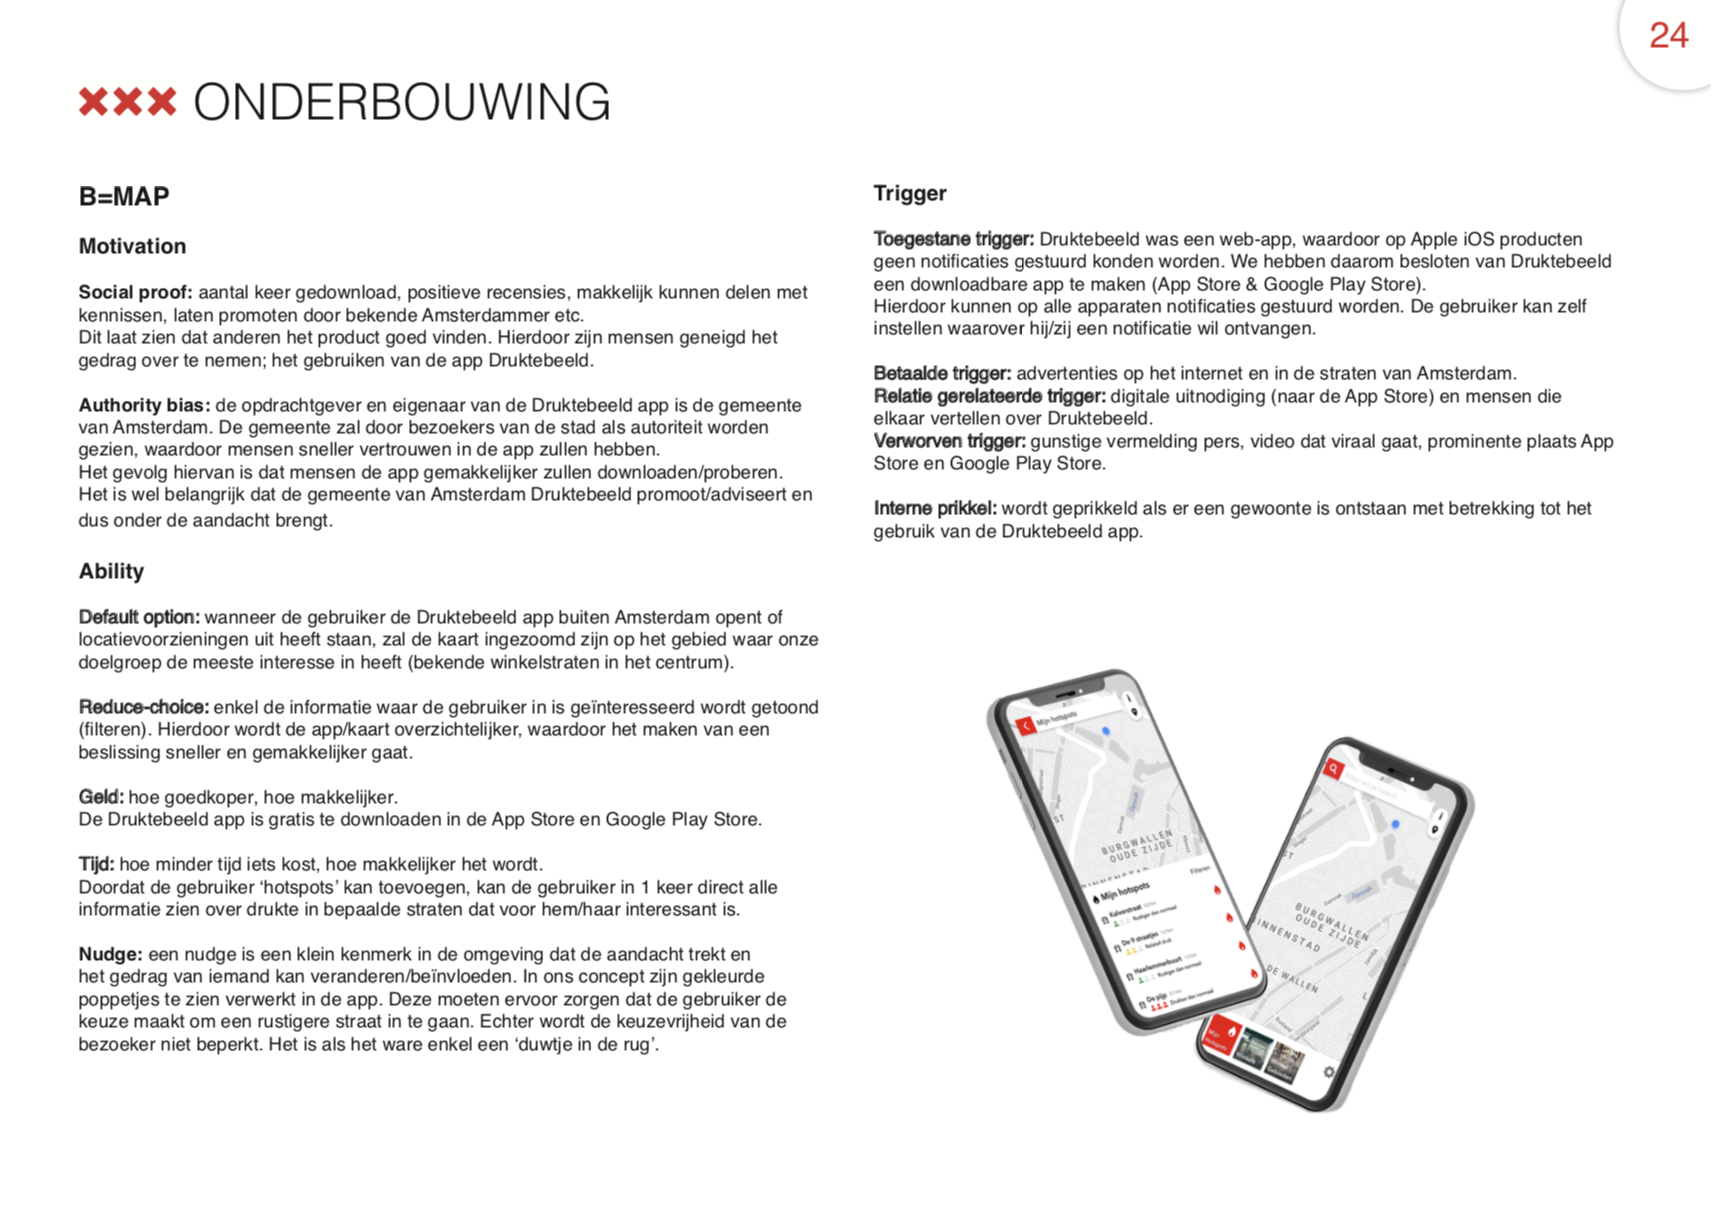 24
ONDERBOUWING
B=MAP
Motivation
Social proof: aantal keer gedownload, positieve recensies, makkelijk kunnen delen met
kennissen, laten promoten door bekende Amsterdammer etc.
Dit laat zien dat anderen het product goed vinden. Hierdoor zijn mensen geneigd het
gedrag over te nemen; het gebruiken van de app Druktebeeld.
Authority bias: de opdrachtgever en eigenaar van de Druktebeeld app is de gemeente
van Amsterdam. De gemeente zal door bezoekers van de stad als autoriteit worden
gezien, waardoor mensen sneller vertrouwen in de app zullen hebben.
Het gevolg hiervan is dat mensen de app gemakkelijker zullen downloaden/proberen.
Het is wel belangrijk dat de gemeente van Amsterdam Druktebeeld promoot/adviseert en
dus onder de aandacht brengt.
Ability
Default option: wanneer de gebruiker de Druktebeeld app buiten Amsterdam opent of
locatievoorzieningen uit heeft staan, zal de kaart ingezoomd zijn op het gebied waar onze
doelgroep de meeste interesse in heeft (bekende winkelstraten in het centrum).
Reduce-choice: enkel de informatie waar de gebruiker in is geïnteresseerd wordt getoond
(filteren). Hierdoor wordt de app/kaart overzichtelijker, waardoor het maken van een
beslissing sneller en gemakkelijker gaat.
Geld: hoe goedkoper, hoe makkelijker.
De Druktebeeld app is gratis te downloaden in de App Store en Google Play Store.
Tijd: hoe minder tijd iets kost, hoe makkelijker het wordt.
Doordat de gebruiker ‘hotspots’ kan toevoegen, kan de gebruiker in 1 keer direct alle
informatie zien over drukte in bepaalde straten dat voor hem/haar interessant is.
Nudge: een nudge is een klein kenmerk in de omgeving dat de aandacht trekt en
het gedrag van iemand kan veranderen/beïnvloeden. In ons concept zijn gekleurde
poppetjes te zien verwerkt in de app. Deze moeten ervoor zorgen dat de gebruiker de
keuze maakt om een rustigere straat in te gaan. Echter wordt de keuzevrijheid van de
bezoeker niet beperkt. Het is als het ware enkel een ‘duwtje in de rug’.
Trigger
Toegestane trigger: Druktebeeld was een web-app, waardoor op Apple iOS producten
geen notificaties gestuurd konden worden. We hebben daarom besloten van Druktebeeld
een downloadbare app te maken (App Store & Google Play Store).
Hierdoor kunnen op alle apparaten notificaties gestuurd worden. De gebruiker kan zelf
instellen waarover hij/zij een notificatie wil ontvangen.
Betaalde trigger: advertenties op het internet en in de straten van Amsterdam.
Relatie gerelateerde trigger: digitale uitnodiging (naar de App Store) en mensen die
elkaar vertellen over Druktebeeld.
Verworven trigger: gunstige vermelding pers, video dat viraal gaat, prominente plaats App
Store en Google Play Store.
Interne prikkel: wordt geprikkeld als er een gewoonte is ontstaan met betrekking tot het
gebruik van de Druktebeeld app.
Mijn hotspots
Damrak
ST
BURGWALLEN
OUDE ZIJDE
Filteren
Mijn hotspots
Kalverstraat
Rustiger dan normaal
De 9 straatjes
Relatief druk
Haarlemmerbuurt
Rustiger dan normaal
De pijp
Drukker dan normaal
Damrak
BURGWALLEN
OUDE ZIJDE
INNENSTAD
DE WALLEN
Mijn
Hotspots